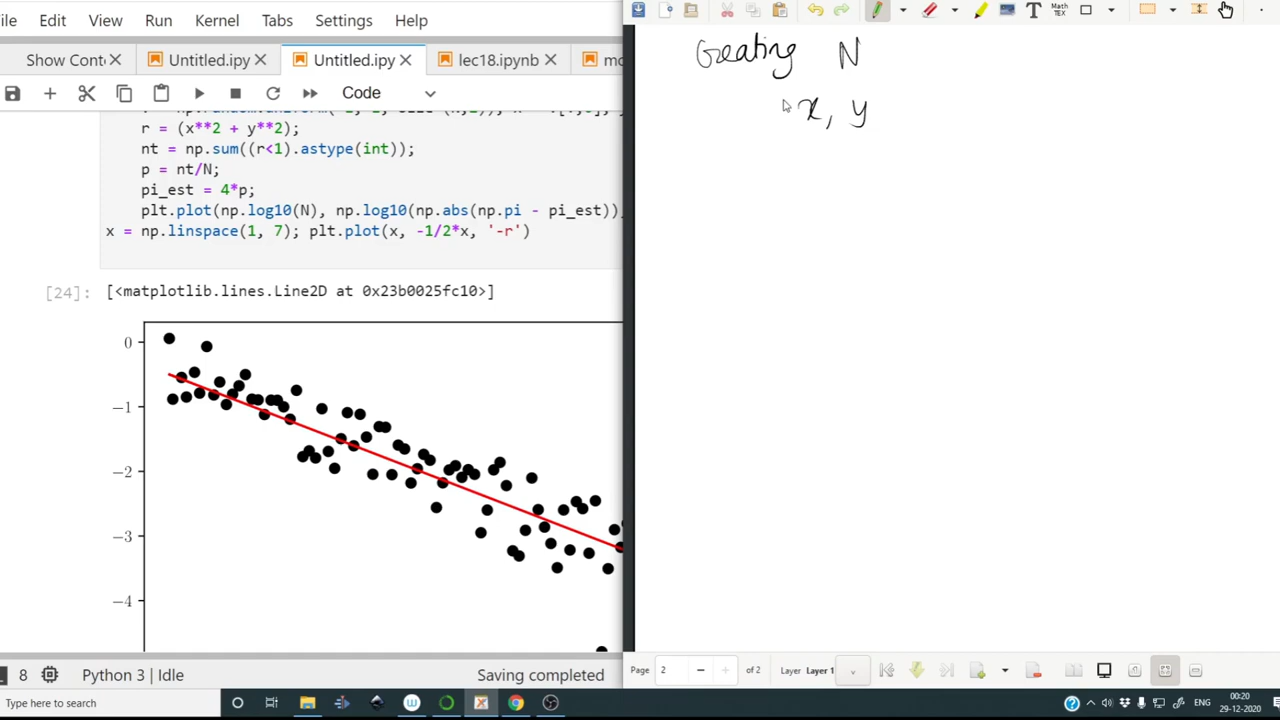 ile Edit View Run Kernel Tabs Settings Help
Show Cont Untitled.ipy Untitled.ipy lec18.ipynb
Code
r = (x**2 + y**2);
nt = np.sum((r<1).astype(int));
p = nt/N;
pi_est = 4*p;
plt.plot(np.log10(N), np.log10(np.abs(np.pi - pi_est)),
x = np.linspace(1, 7); plt.plot(x, -1/2*x, '-r')
[24]: [<matplotlib.lines.Line2D at 0x23b0025fc10>]
0
−1
−2
−3
−4
8 Python 3 | Idle Saving completed
T Math TEX
Greating N
x, y
Page 2 of 2 Layer Layer 1
Type here to search
ENG 00:20
29-12-2020